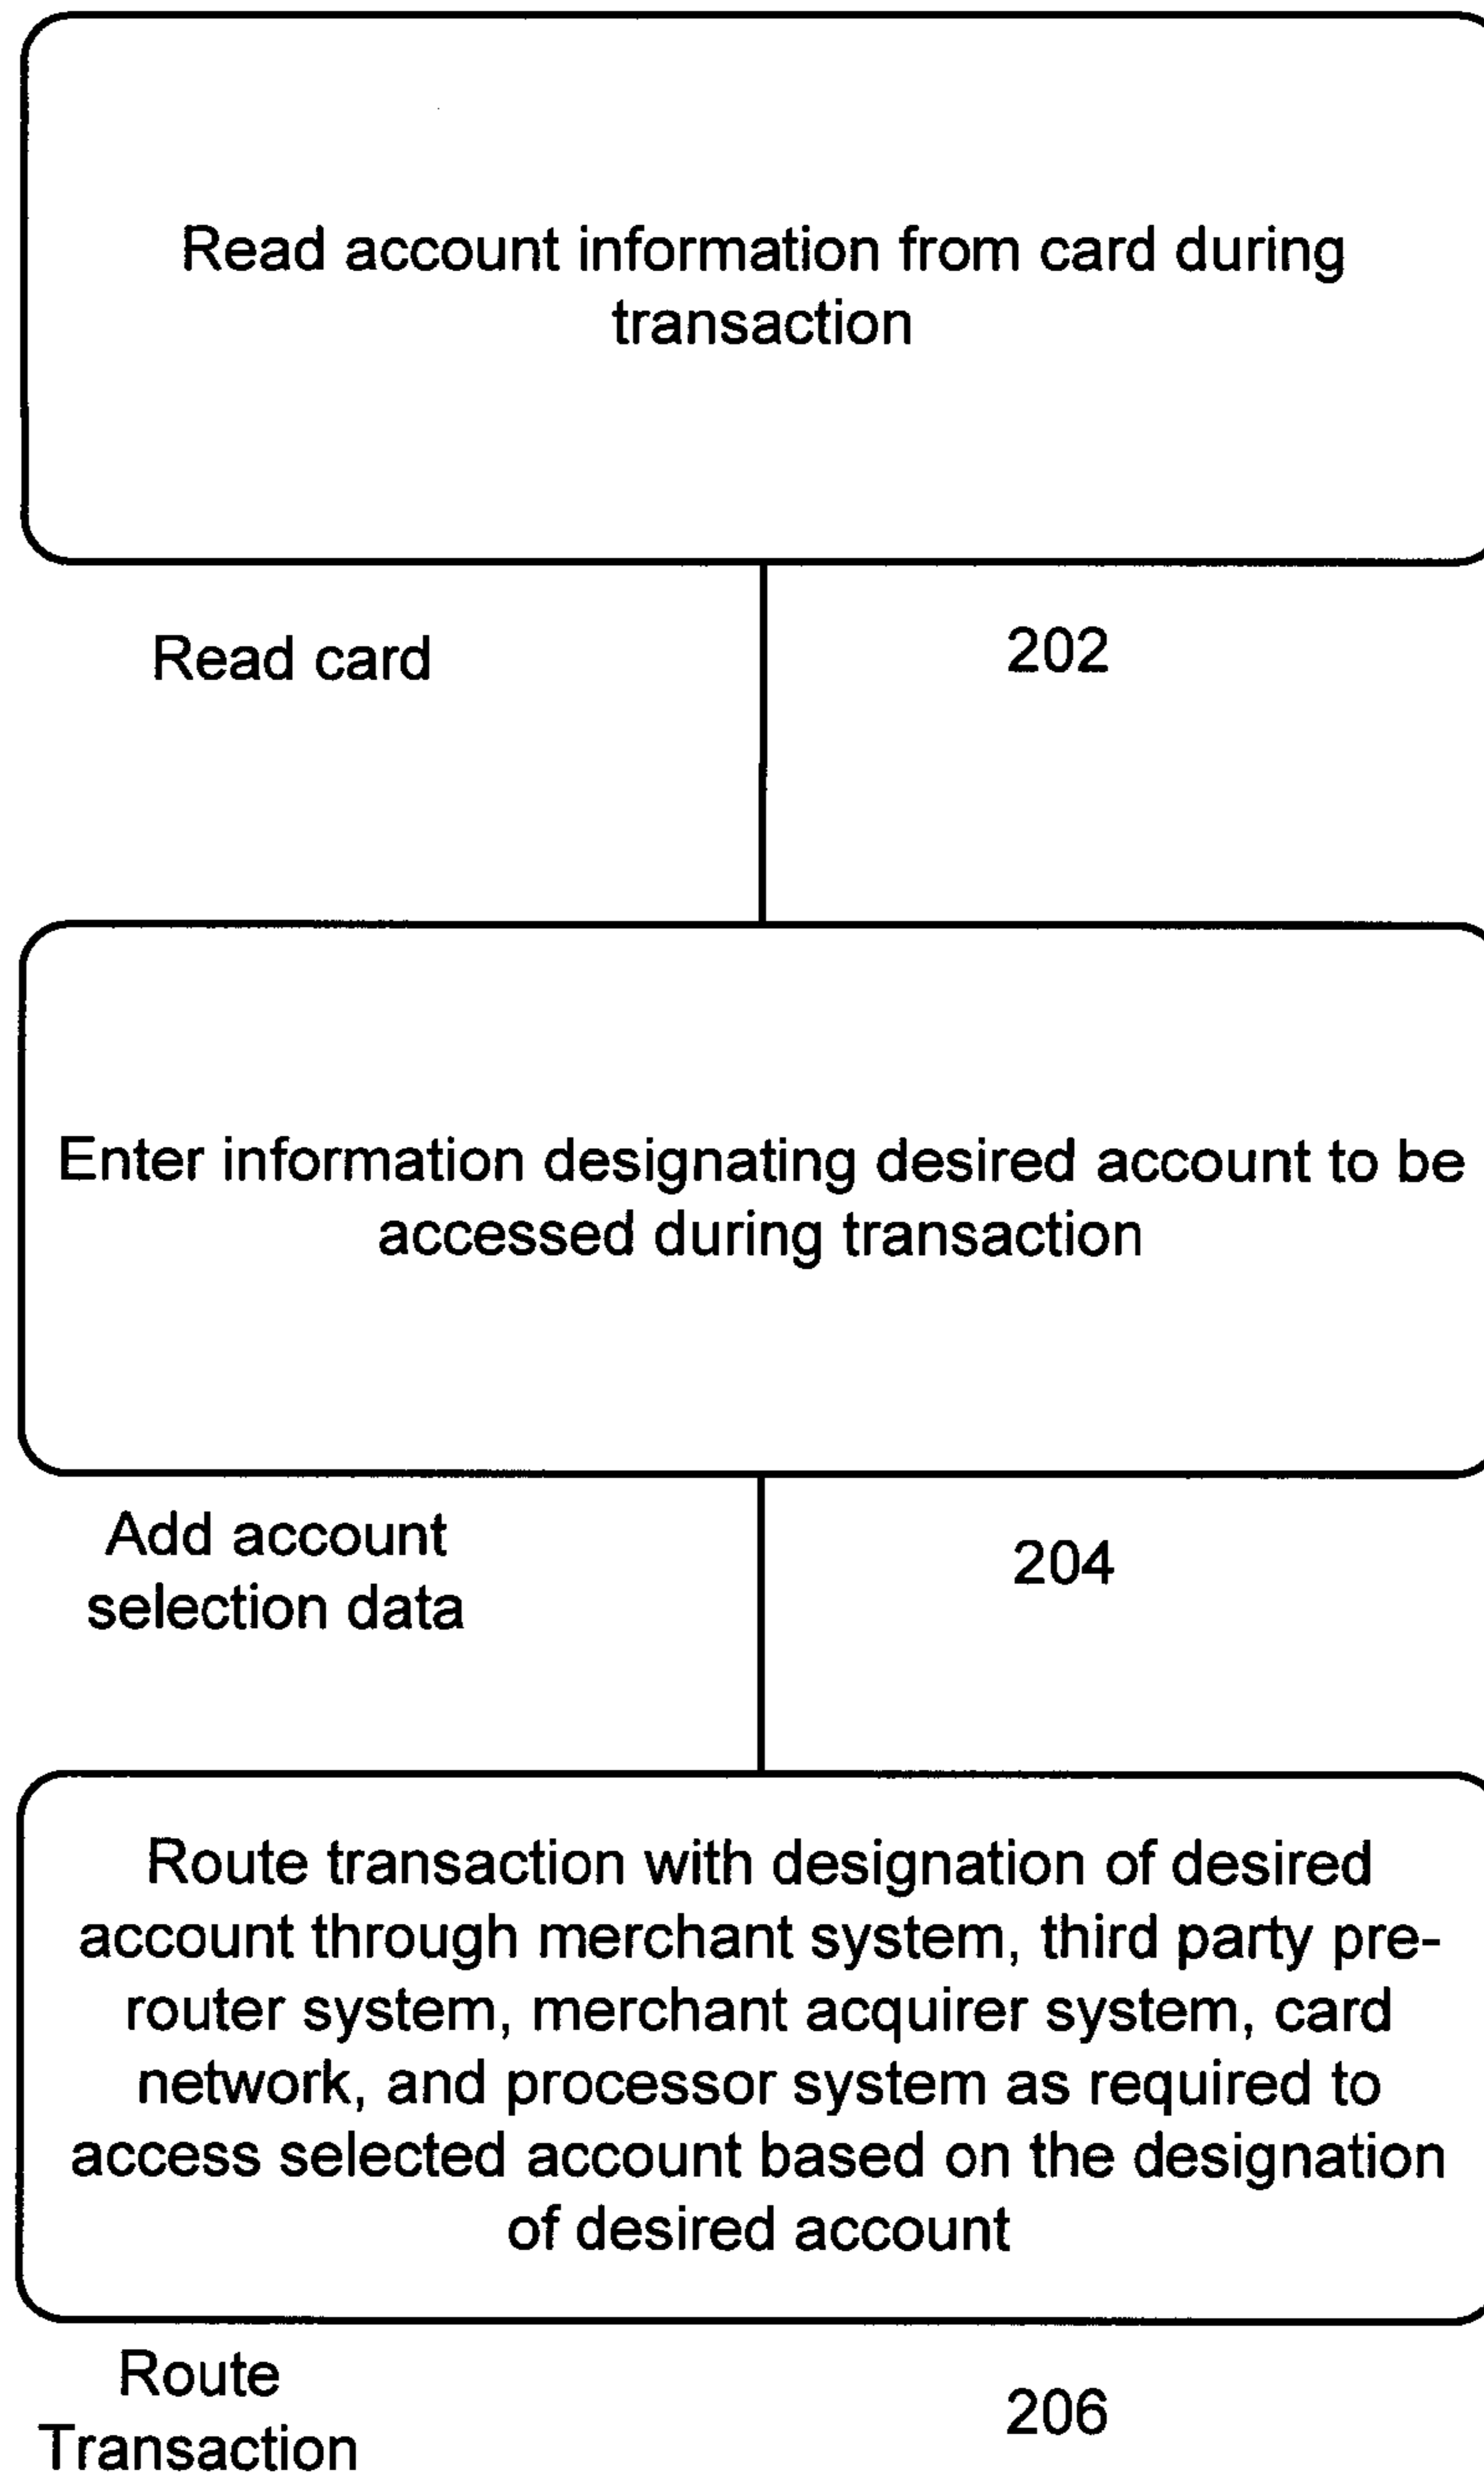 Read account information from card during
transaction
Read card
202
Enter information designating desired account to be
accessed during transaction
Add account
selection data
204
Route transaction with designation of desired
account through merchant system, third party pre-
router system, merchant acquirer system, card
network, and processor system as required to
access selected account based on the designation
of desired account
Route
Transaction
206